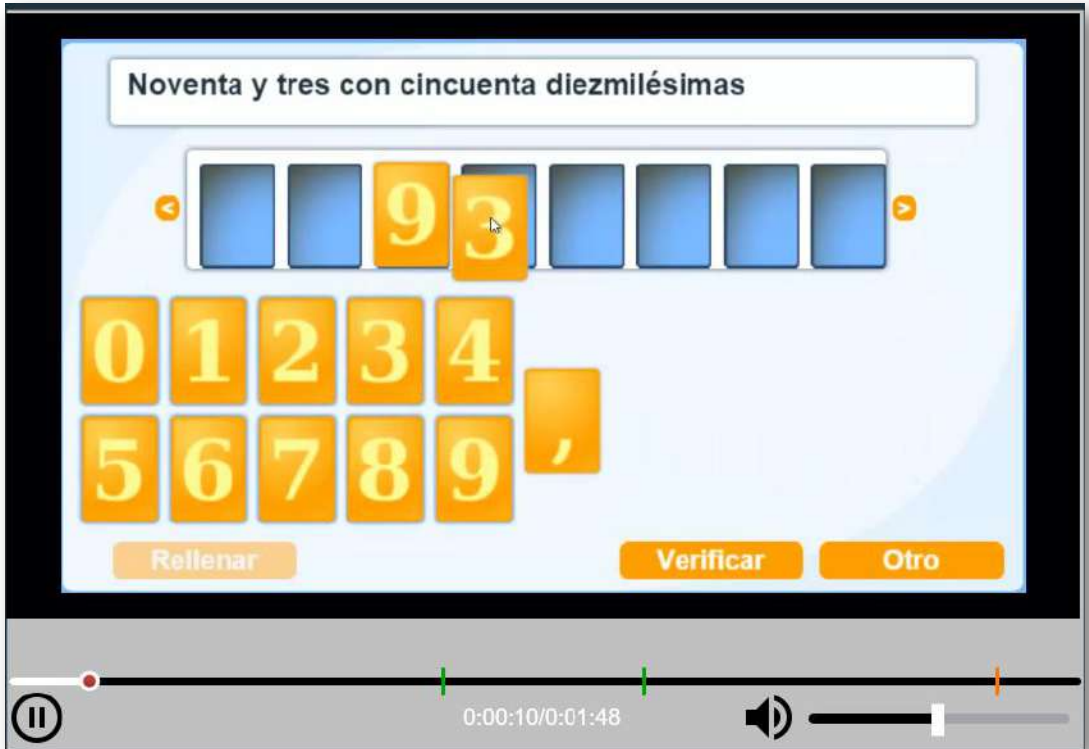 Noventa y tres con cincuenta diezmilésimas
< 9 3 >
0 1 2 3 4
,
5 6 7 8 9
Rellenar Verificar Otro
0:00:10/0:01:48